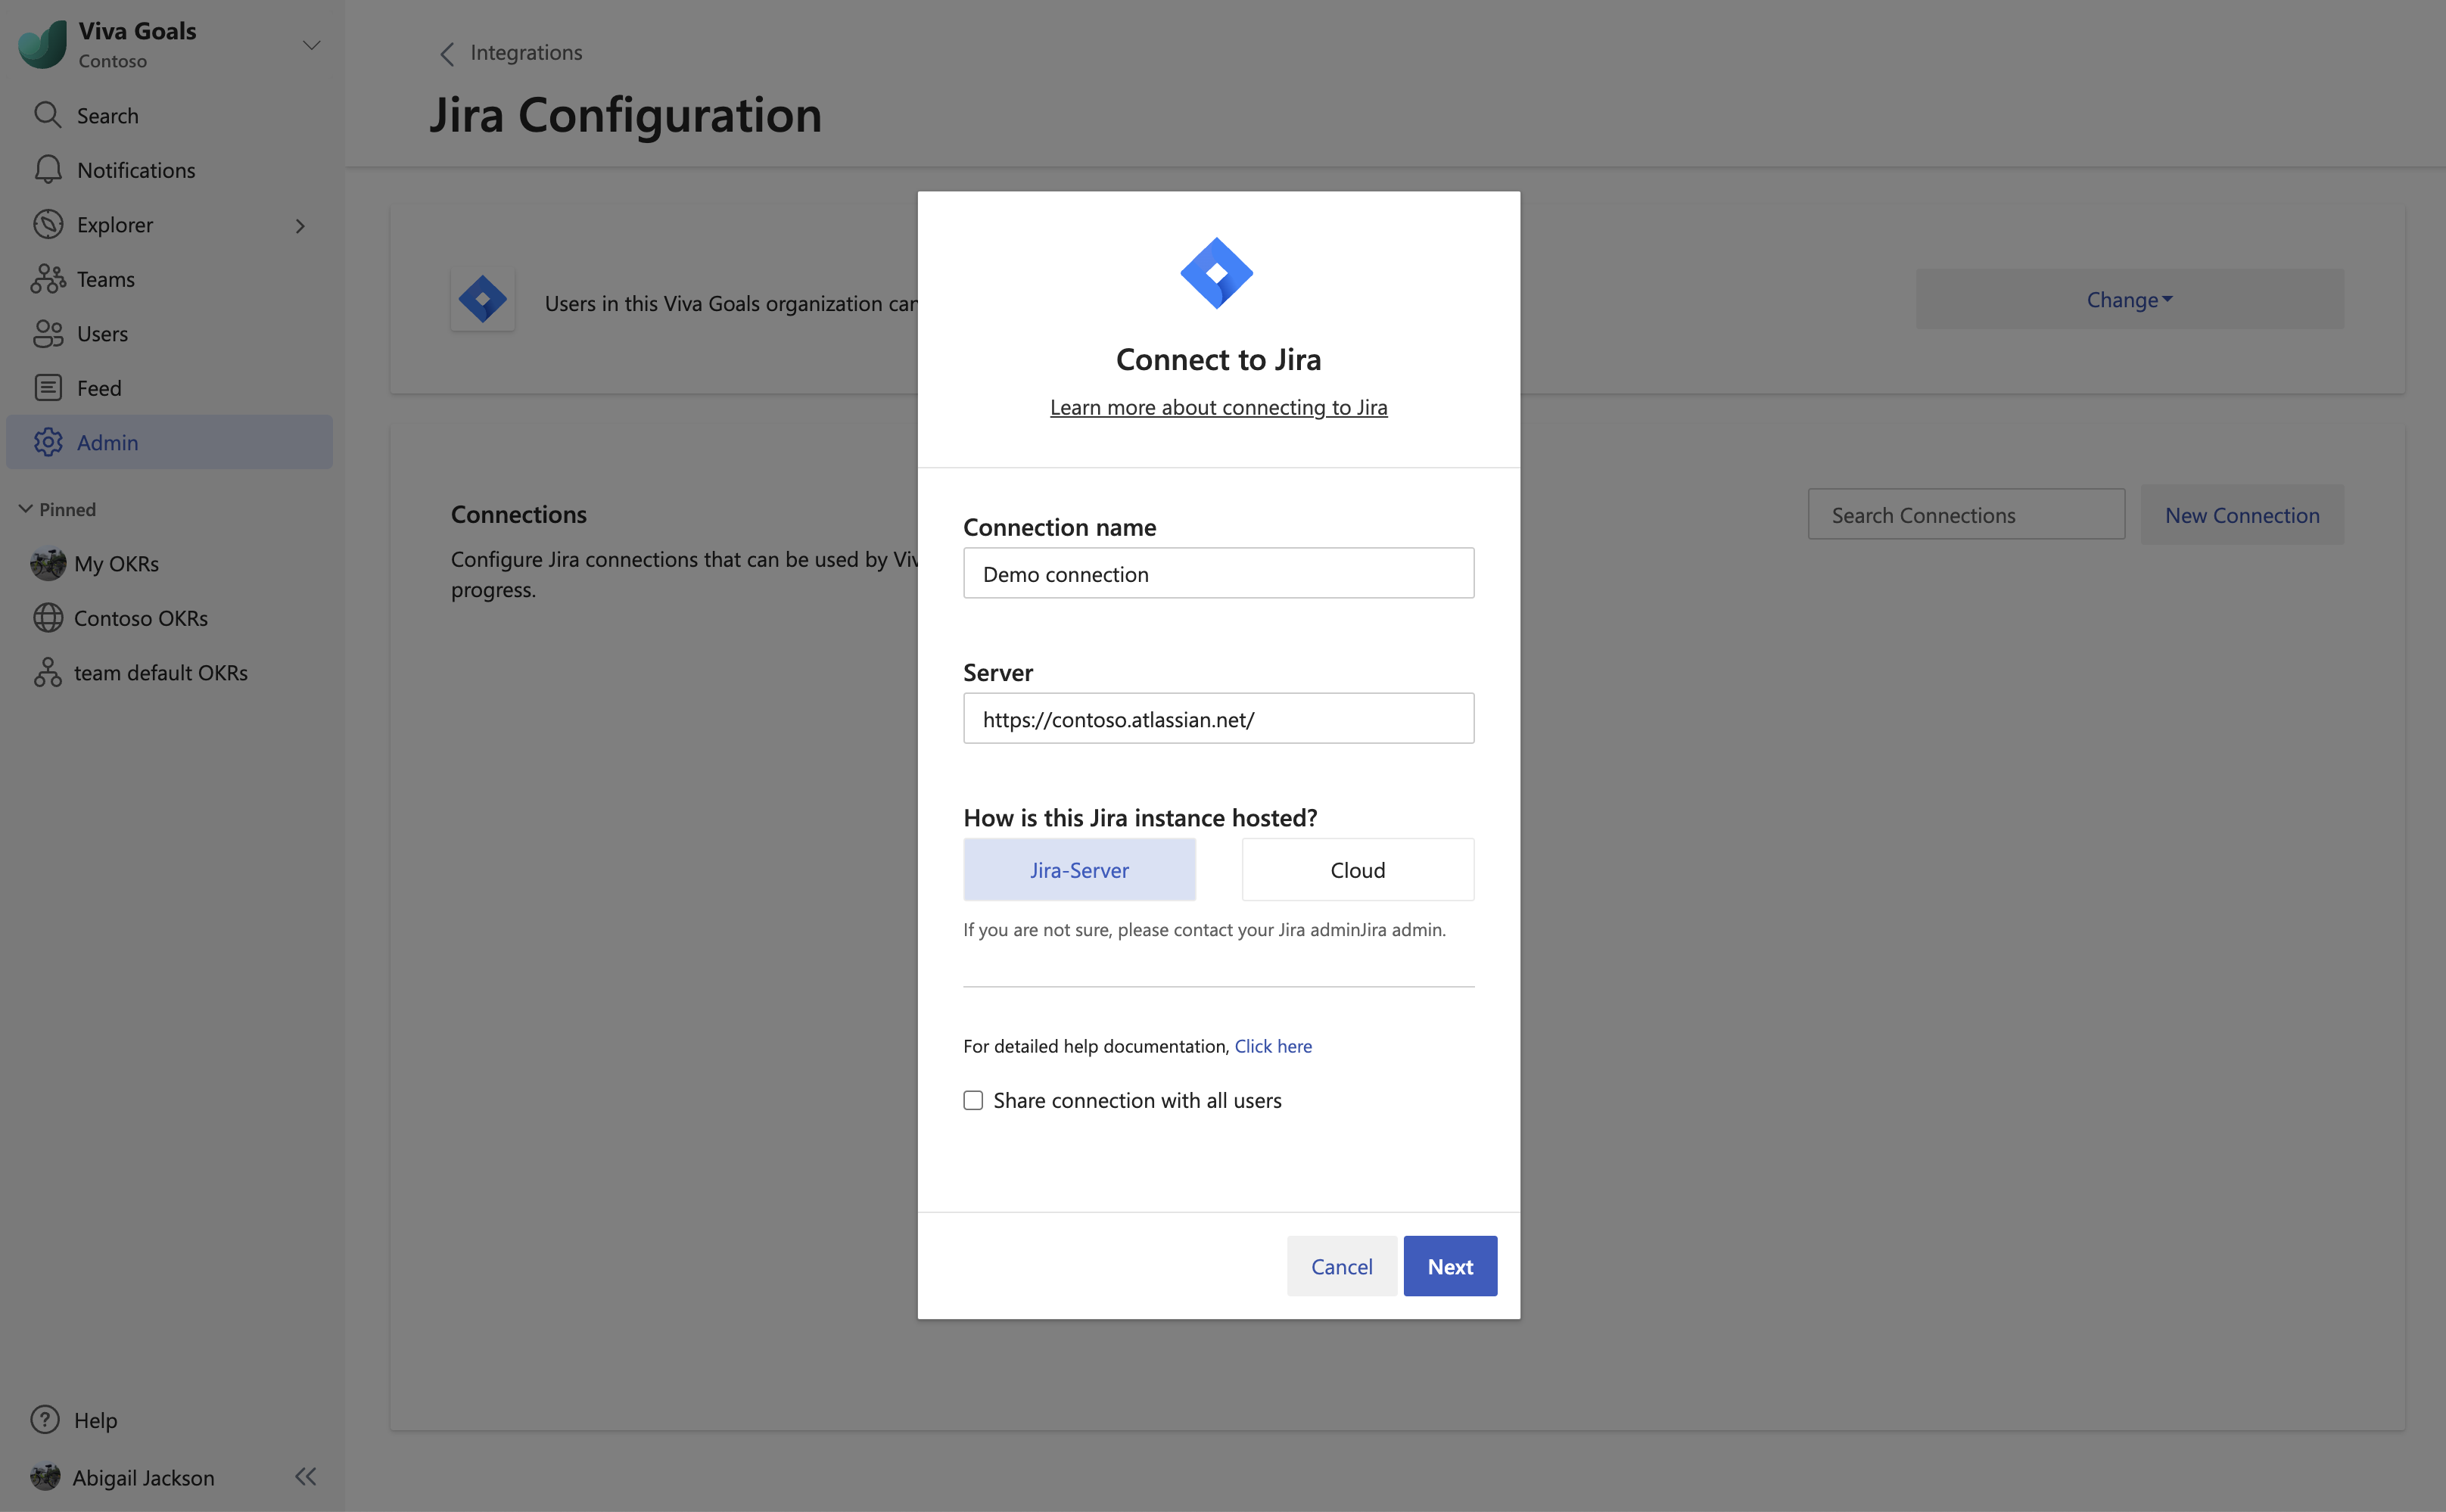 Viva Goals
Contoso
Search
Notifications
Explorer
Teams
Users
Feed
Admin
Pinned
My OKRs
Contoso OKRs
team default OKRs
Help
Abigail Jackson
Integrations
Jira Configuration
Users in this Viva Goals organization can
Change
Connections
Configure Jira connections that can be used by Viv
progress.
Search Connections
New Connection
Connect to Jira
Learn more about connecting to Jira
Connection name
Demo connection
Server
https://contoso.atlassian.net/
How is this Jira instance hosted?
Jira-Server
Cloud
If you are not sure, please contact your Jira adminJira admin.
For detailed help documentation, Click here
Share connection with all users
Cancel
Next